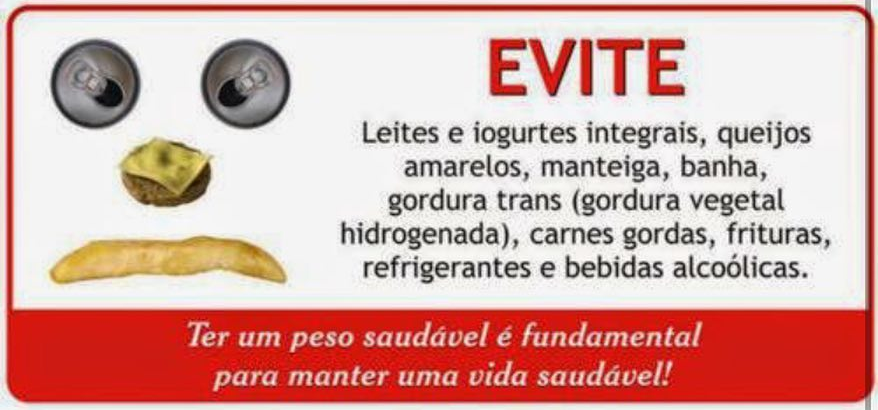 EVITE
Leites e iogurtes integrais, queijos
amarelos, manteiga, banha,
gordura trans (gordura vegetal
hidrogenada), carnes gordas, frituras,
refrigerantes e bebidas alcoólicas.
Ter um peso saudável é fundamental
para manter uma vida saudável!